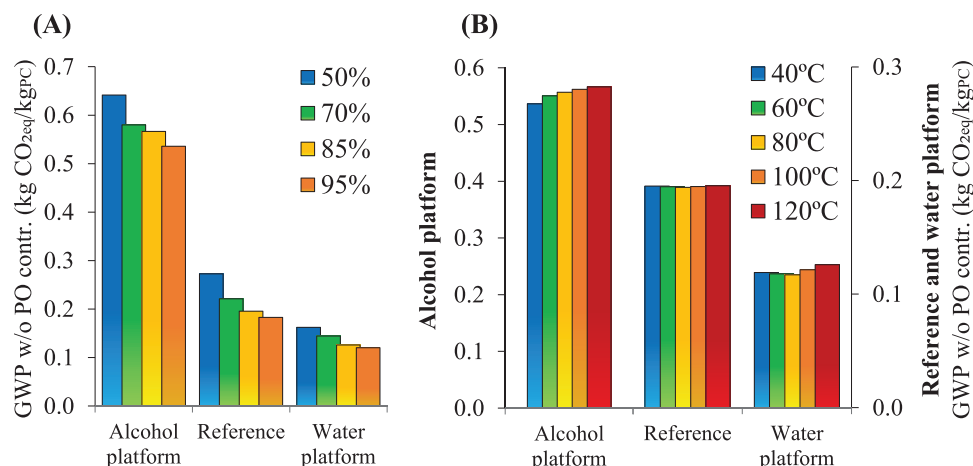 (A)
GWP w/o PO contr. (kg CO2eq/kgPC)
0.7
0.6
0.5
0.4
0.3
0.2
0.1
0.0
50%
70%
85%
95%
Alcohol
platform
Reference
Water
platform
(B)
Alcohol platform
0.6
0.5
0.4
0.3
0.2
0.1
0.0
40ºC
60ºC
80ºC
100ºC
120ºC
Alcohol
platform
Reference
Water
platform
0.3
0.2
0.1
0.0
Reference and water platform
GWP w/o PO contr. (kg CO2eq/kgPC)